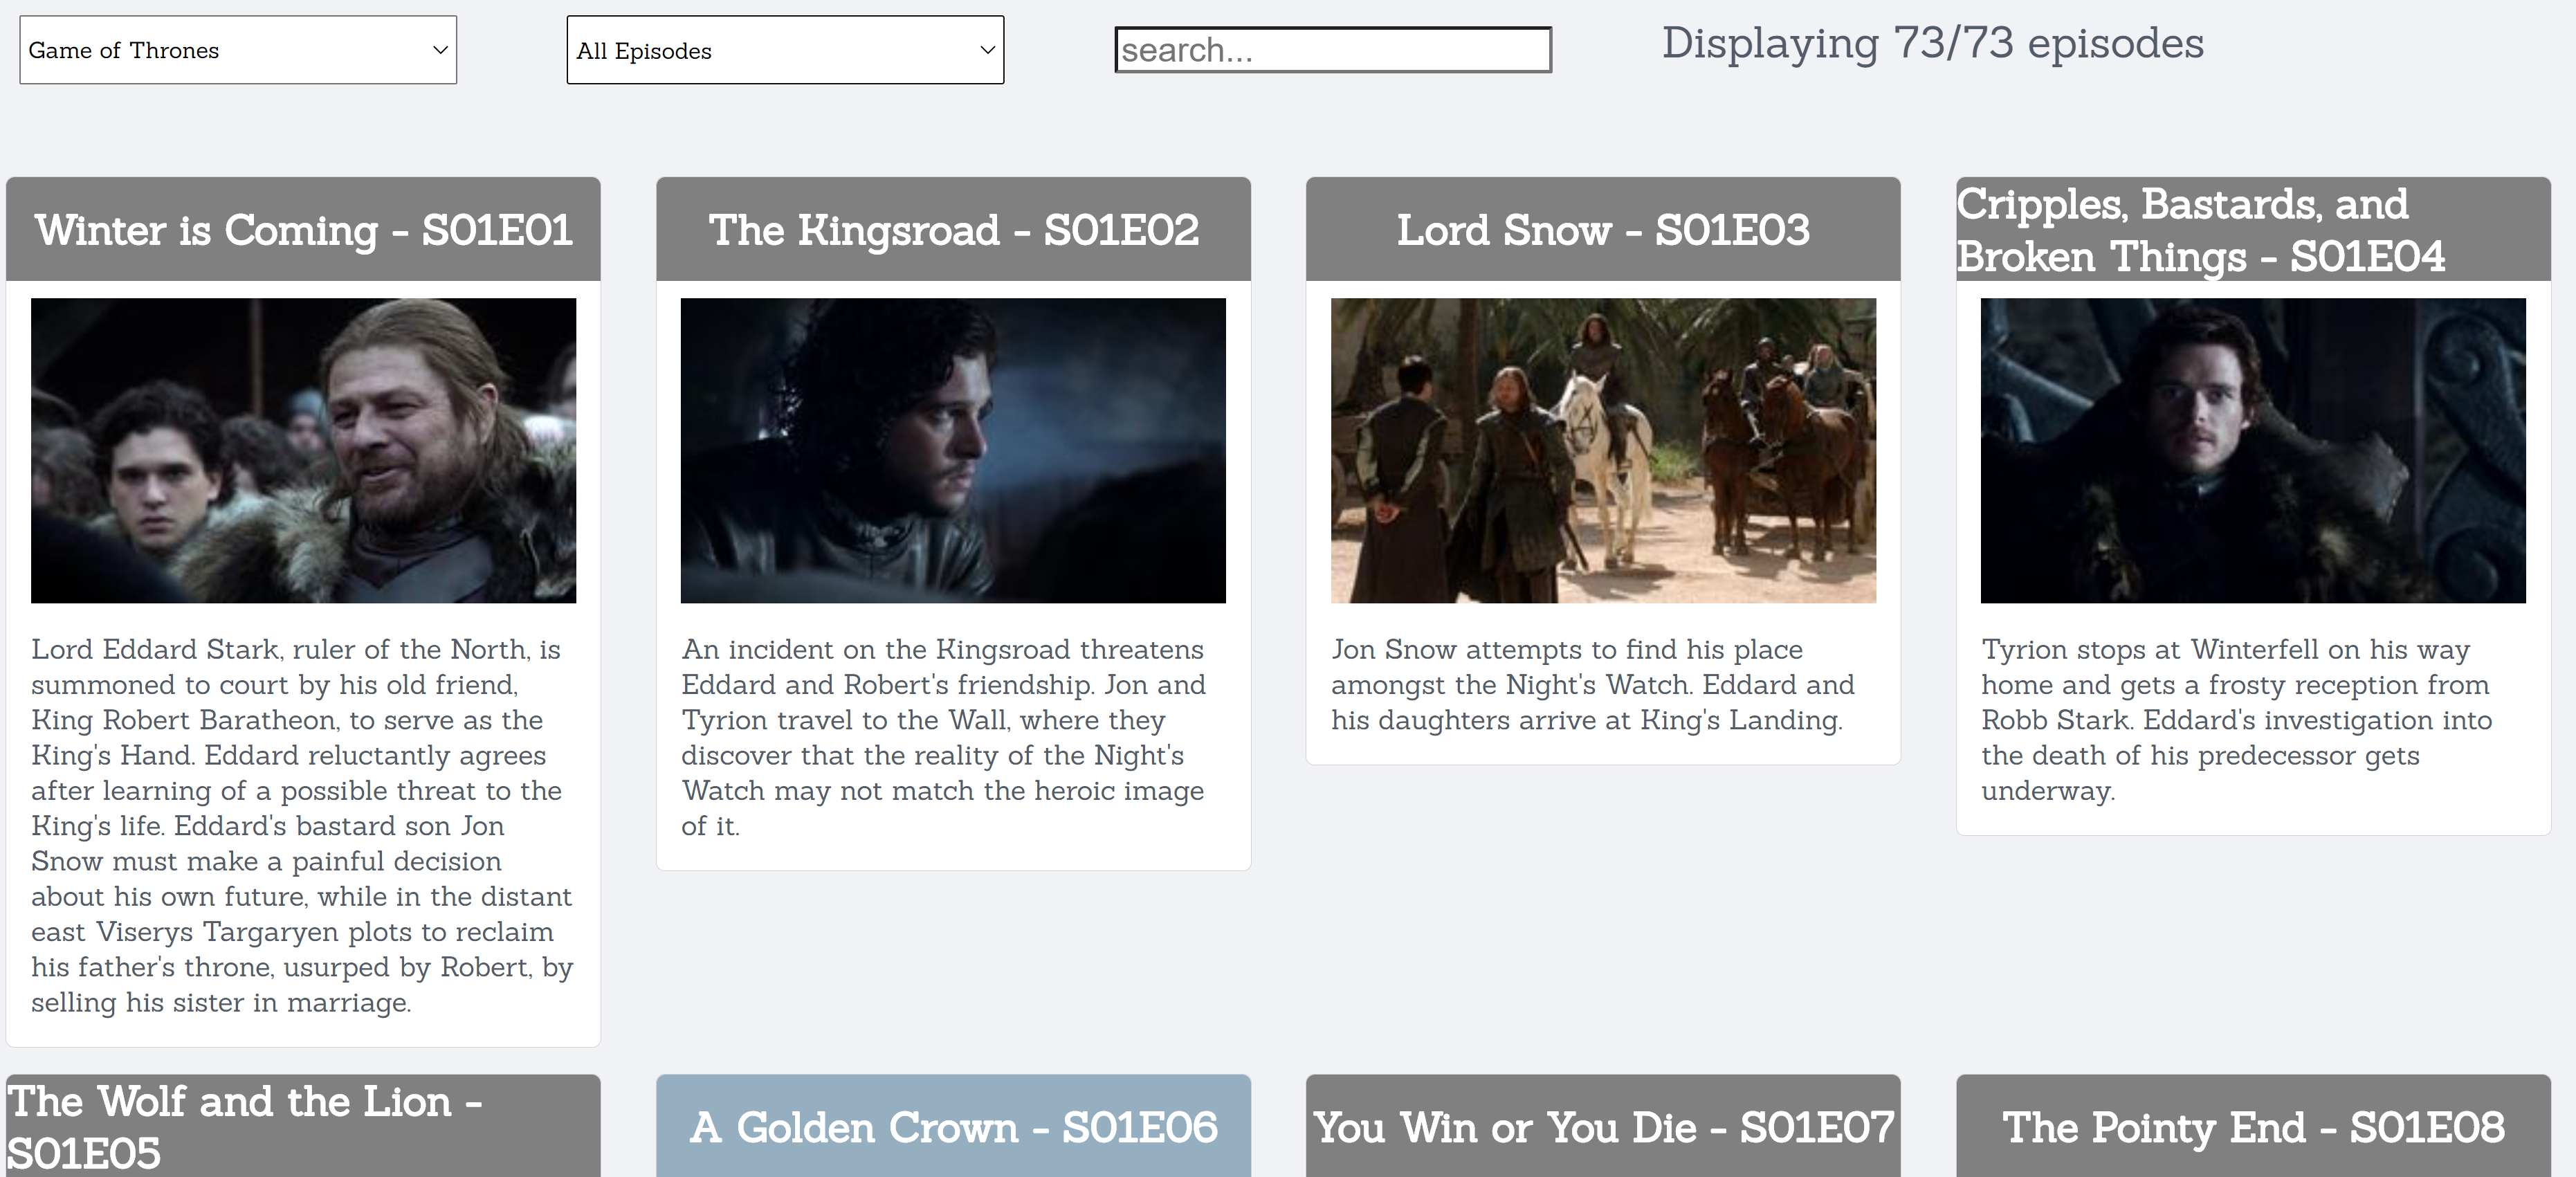 Game of Thrones
All Episodes
search...
Displaying 73/73 episodes
Winter is Coming - S01E01
Lord Eddard Stark, ruler of the North, is
summoned to court by his old friend,
King Robert Baratheon, to serve as the
King's Hand. Eddard reluctantly agrees
after learning of a possible threat to the
King's life. Eddard's bastard son Jon
Snow must make a painful decision
about his own future, while in the distant
east Viserys Targaryen plots to reclaim
his father's throne, usurped by Robert, by
selling his sister in marriage.
The Kingsroad - S01E02
An incident on the Kingsroad threatens
Eddard and Robert's friendship. Jon and
Tyrion travel to the Wall, where they
discover that the reality of the Night's
Watch may not match the heroic image
of it.
Lord Snow - S01E03
Jon Snow attempts to find his place
amongst the Night's Watch. Eddard and
his daughters arrive at King's Landing.
Cripples, Bastards, and
Broken Things - S01E04
Tyrion stops at Winterfell on his way
home and gets a frosty reception from
Robb Stark. Eddard's investigation into
the death of his predecessor gets
underway.
The Wolf and the Lion -
S01E05
A Golden Crown - S01E06
You Win or You Die - S01E07
The Pointy End - S01E08